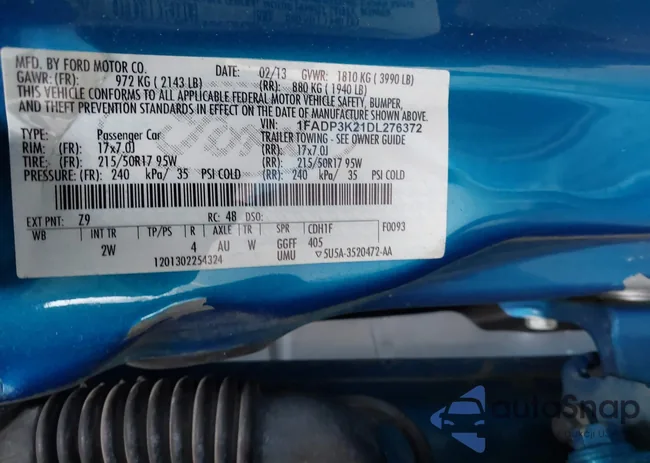 MFD. BY FORD MOTOR CO. DATE: 02/13 GVWR: 1810 KG ( 3990 LB)
GAWR: (FR): 972 KG ( 2143 LB) (RR): 880 KG ( 1940 LB)
THIS VEHICLE CONFORMS TO ALL APPLICABLE FEDERAL MOTOR VEHICLE SAFETY, BUMPER,
AND THEFT PREVENTION STANDARDS IN EFFECT ON THE DATE OF MANUFACTURE SHOWN ABOVE.
VIN: 1FADP3K21DL276372
TYPE: Passenger Car TRAILER TOWING - SEE OWNER GUIDE
RIM: (FR): 17x7.0J (RR): 17x7.0J
TIRE: (FR): 215/50R17 95W (RR): 215/50R17 95W
PRESSURE: (FR): 240 kPa/ 35 PSI COLD (RR): 240 kPa/ 35 PSI COLD
EXT PNT: Z9 RC: 48 DSO: F0093
WB INT TR TP/PS R AXLE TR SPR CDH1F
2W 4 AU W GGFF 405
UMU ▽5U5A-3520472-AA
1201302254324
autoSnap